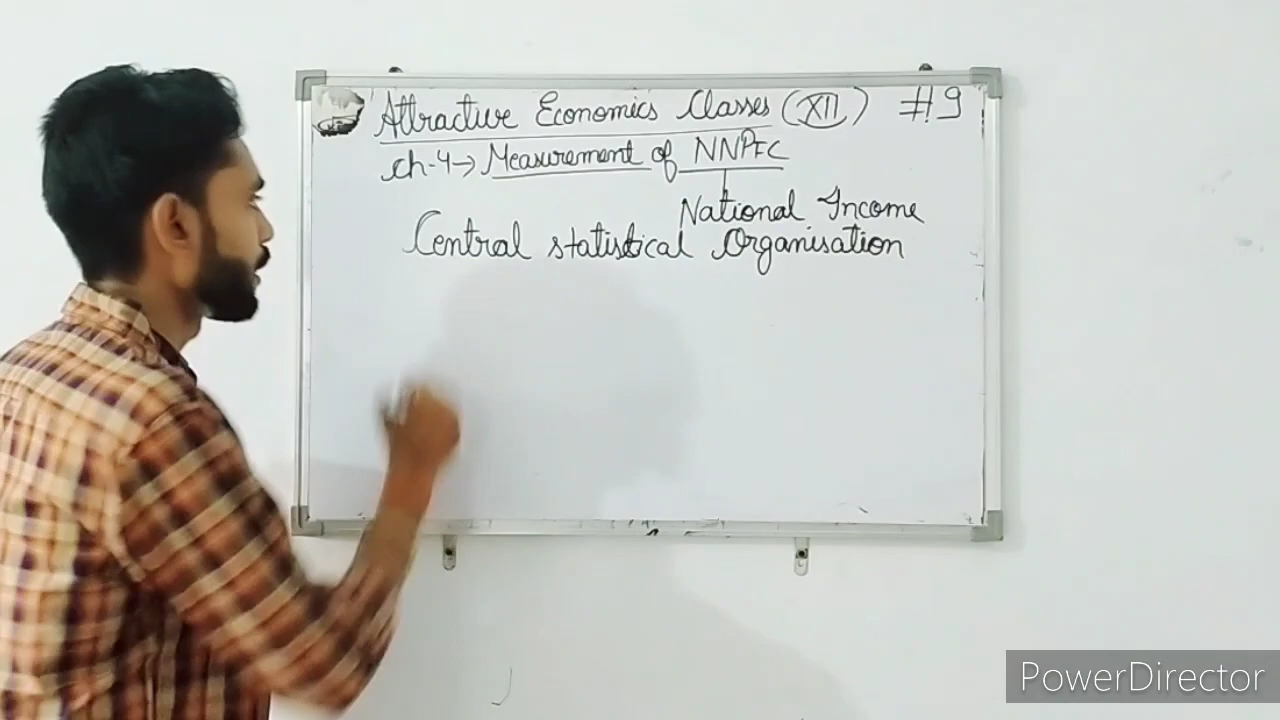 Attractive Economics Classes (XII) #9
ch-4→ Measurement of NNPFC
National Income
Central statistical Organisation
PowerDirector